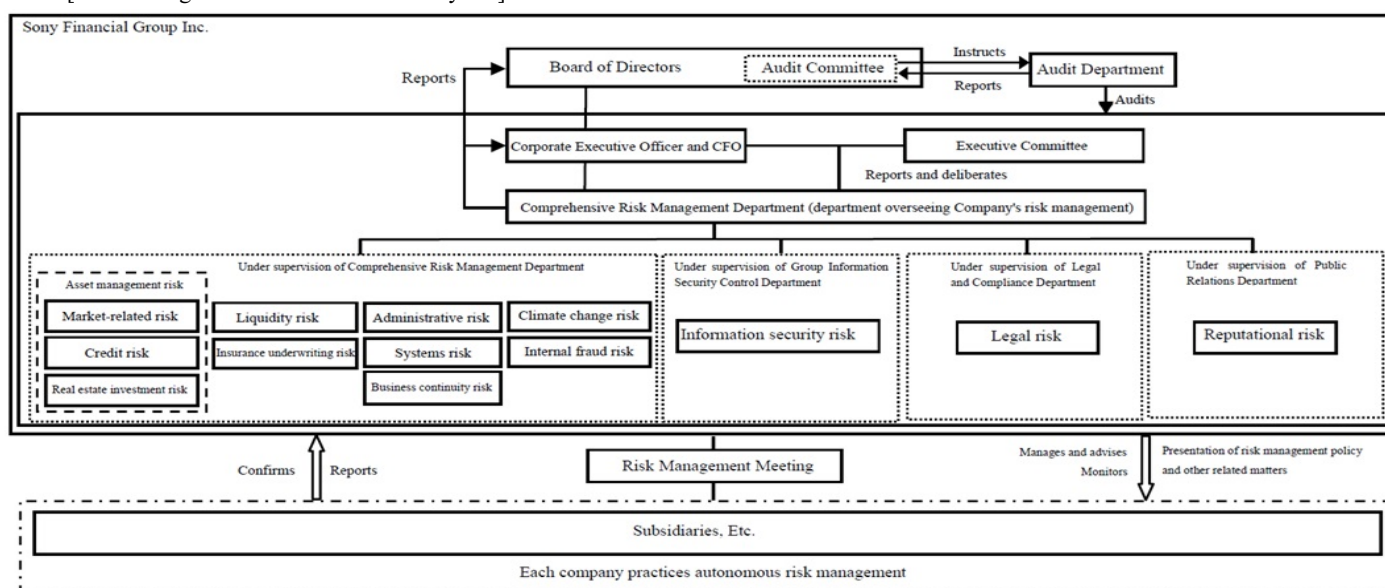 Sony Financial Group Inc.
Instructs
Board of Directors
Audit Committee
Audit Department
Reports
Reports
Audits
Corporate Executive Officer and CFO
Executive Committee
Reports and deliberates
Comprehensive Risk Management Department (department overseeing Company's risk management)
Under supervision of Comprehensive Risk Management Department
Asset management risk
Market-related risk
Credit risk
Real estate investment risk
Liquidity risk
Insurance underwriting risk
Administrative risk
Systems risk
Business continuity risk
Climate change risk
Internal fraud risk
Under supervision of Group Information
Security Control Department
Information security risk
Under supervision of Legal
and Compliance Department
Legal risk
Under supervision of Public
Relations Department
Reputational risk
Confirms
Reports
Risk Management Meeting
Manages and advises
Monitors
Presentation of risk management policy
and other related matters
Subsidiaries, Etc.
Each company practices autonomous risk management